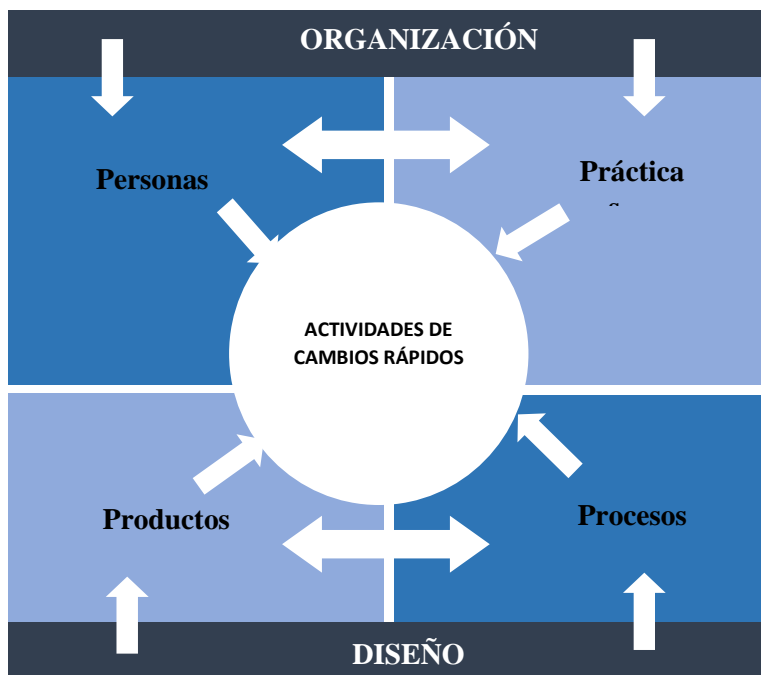 ORGANIZACIÓN
Personas
Práctica
s
ACTIVIDADES DE
CAMBIOS RÁPIDOS
Productos
Procesos
DISEÑO